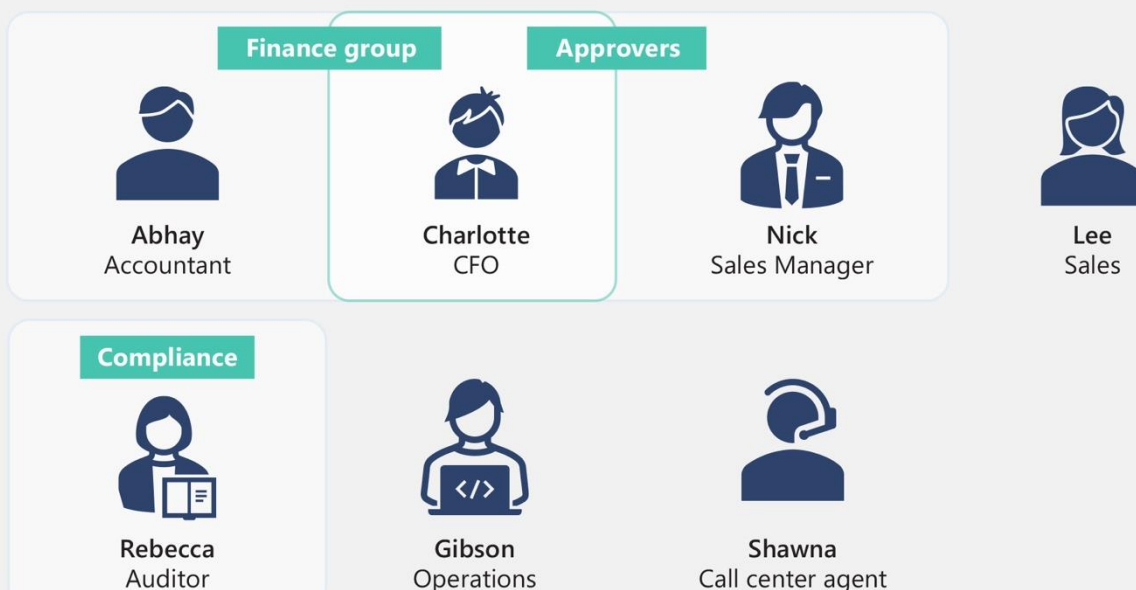 Finance group
Approvers
Abhay
Accountant
Charlotte
CFO
Nick
Sales Manager
Lee
Sales
Compliance
</>
Rebecca
Auditor
Gibson
Operations
Shawna
Call center agent